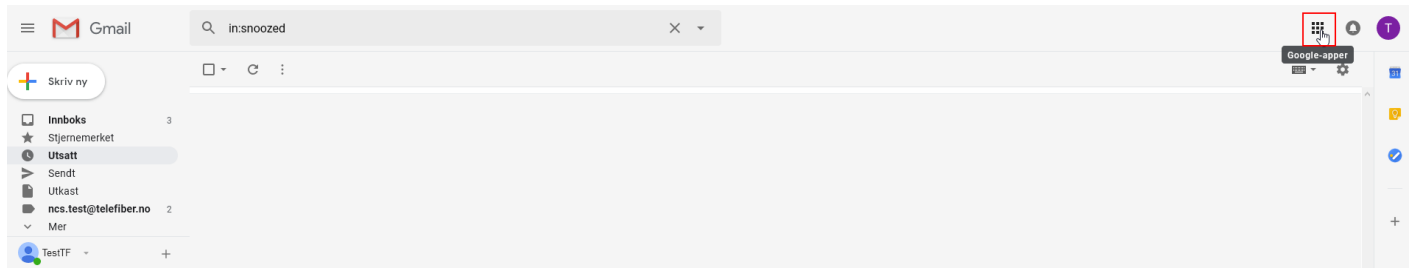 Gmail
in:snoozed
T
Google-apper
Skriv ny
31
Innboks 3
Stjernemerket
Utsatt
Sendt
Utkast
ncs.test@telefiber.no 2
Mer
TestTF